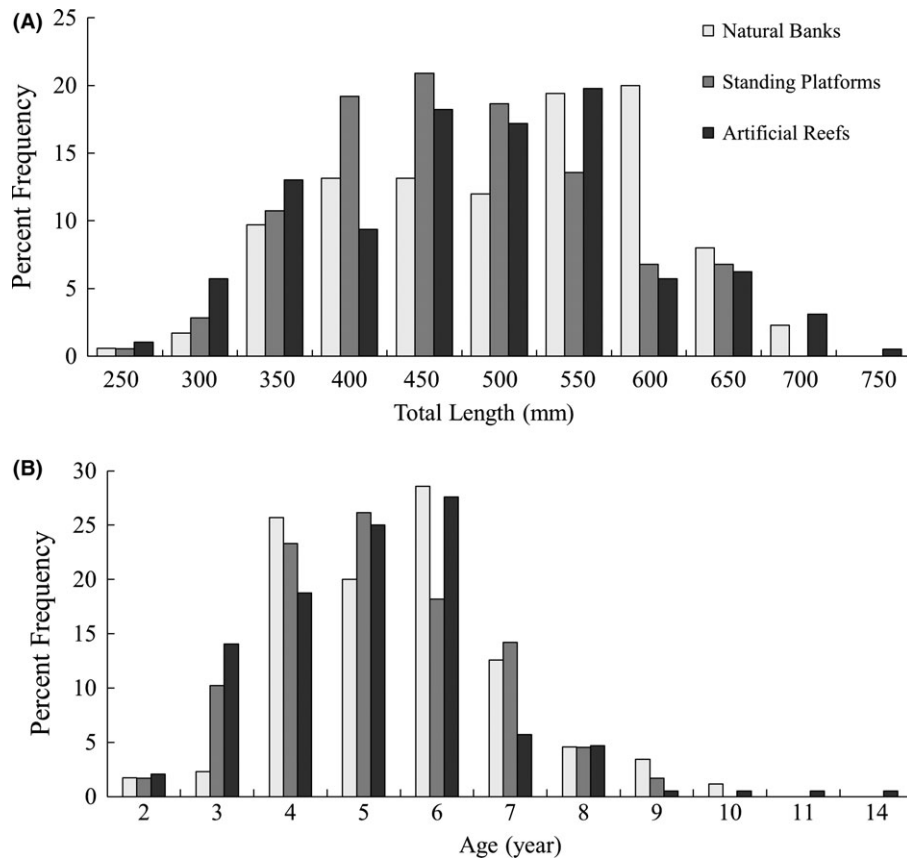 (A)
25
20
15
10
5
0
Percent Frequency
Natural Banks
Standing Platforms
Artificial Reefs
250 300 350 400 450 500 550 600 650 700 750
Total Length (mm)
(B)
30
25
20
15
10
5
0
Percent Frequency
2 3 4 5 6 7 8 9 10 11 14
Age (year)